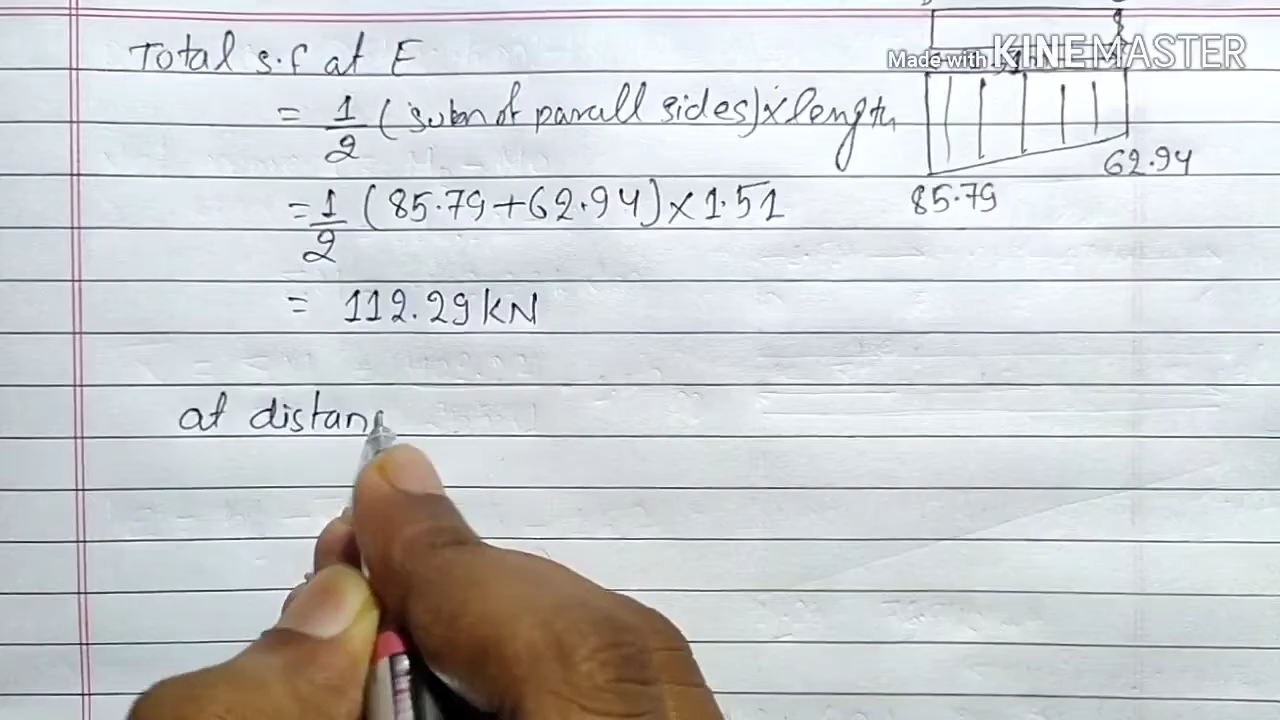 Made with KINEMASTER
Total s.f at E
= 1/2 (sum of parall sides) × length
62.94
85.79
= 1/2 (85.79+62.94) × 1.51
= 112.29 KN
at distan